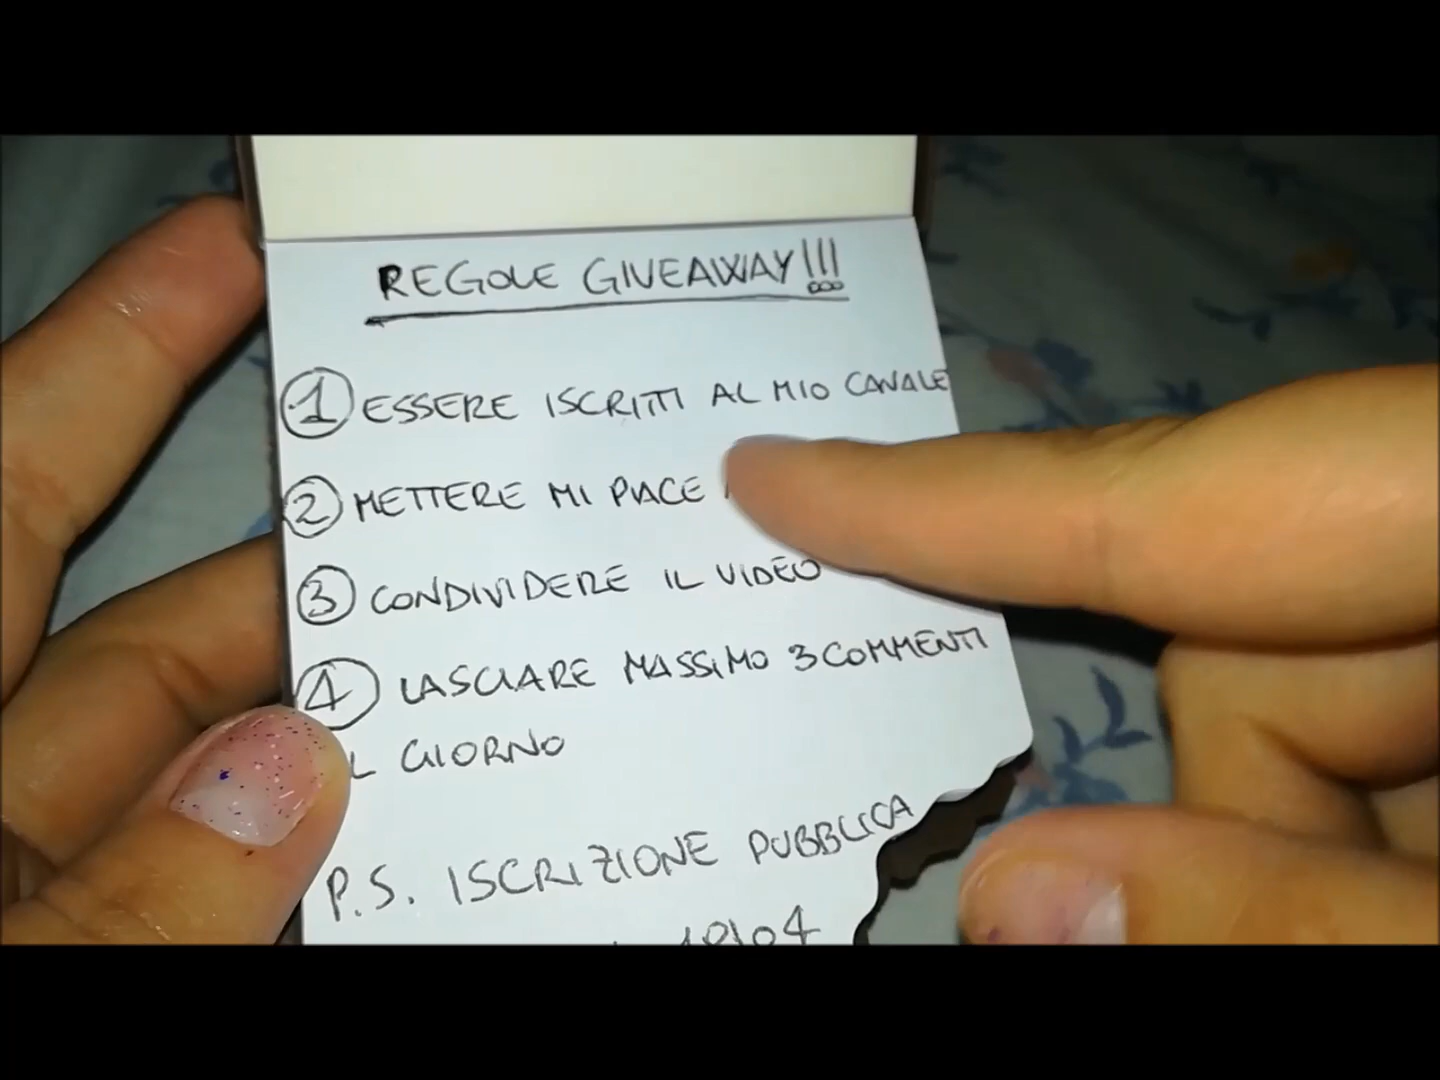 REGOLE GIVEAWAY!!!
1 ESSERE ISCRITTI AL MIO CANALE
2 METTERE MI PIACE
3 CONDIVIDERE IL VIDEO
4 LASCIARE MASSIMO 3 COMMENTI
GIORNO
P.S. ISCRIZIONE PUBBLICA